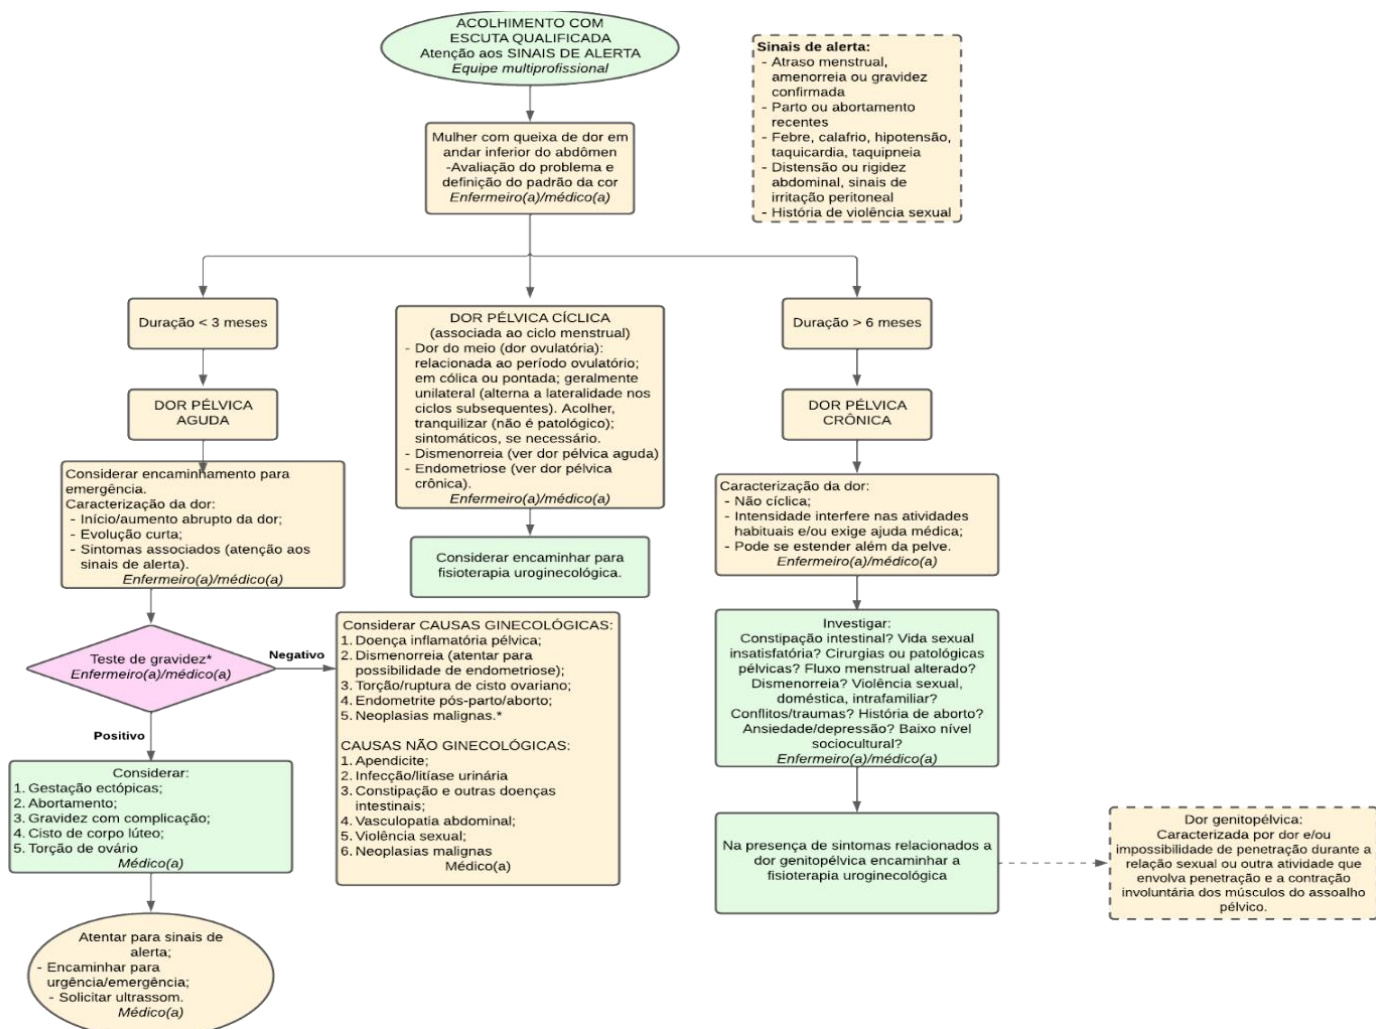 ACOLHIMENTO COM
ESCUTA QUALIFICADA
Atenção aos SINAIS DE ALERTA
Equipe multiprofissional
Sinais de alerta:
- Atraso menstrual,
amenorreia ou gravidez
confirmada
- Parto ou abortamento
recentes
- Febre, calafrio, hipotensão,
taquicardia, taquipneia
- Distensão ou rigidez
abdominal, sinais de
irritação peritoneal
- História de violência sexual
Mulher com queixa de dor em
andar inferior do abdômen
-Avaliação do problema e
definição do padrão da cor
Enfermeiro(a)/médico(a)
Duração < 3 meses
DOR PÉLVICA
AGUDA
Considerar encaminhamento para
emergência.
Caracterização da dor:
- Início/aumento abrupto da dor;
- Evolução curta;
- Sintomas associados (atenção aos
sinais de alerta).
Enfermeiro(a)/médico(a)
Teste de gravidez*
Enfermeiro(a)/médico(a)
Negativo
Positivo
Considerar:
1. Gestação ectópicas;
2. Abortamento;
3. Gravidez com complicação;
4. Cisto de corpo lúteo;
5. Torção de ovário
Médico(a)
Atentar para sinais de
alerta;
- Encaminhar para
urgência/emergência;
- Solicitar ultrassom.
Médico(a)
DOR PÉLVICA CÍCLICA
(associada ao ciclo menstrual)
- Dor do meio (dor ovulatória):
relacionada ao período ovulatório;
em cólica ou pontada; geralmente
unilateral (alterna a lateralidade nos
ciclos subsequentes). Acolher,
tranquilizar (não é patológico);
sintomáticos, se necessário.
- Dismenorreia (ver dor pélvica aguda)
- Endometriose (ver dor pélvica
crônica).
Enfermeiro(a)/médico(a)
Considerar encaminhar para
fisioterapia uroginecológica.
Considerar CAUSAS GINECOLÓGICAS:
1. Doença inflamatória pélvica;
2. Dismenorreia (atentar para
possibilidade de endometriose);
3. Torção/ruptura de cisto ovariano;
4. Endometrite pós-parto/aborto;
5. Neoplasias malignas.*
CAUSAS NÃO GINECOLÓGICAS:
1. Apendicite;
2. Infecção/litíase urinária
3. Constipação e outras doenças
intestinais;
4. Vasculopatia abdominal;
5. Violência sexual;
6. Neoplasias malignas
Médico(a)
Duração > 6 meses
DOR PÉLVICA
CRÔNICA
Caracterização da dor:
- Não cíclica;
- Intensidade interfere nas atividades
habituais e/ou exige ajuda médica;
- Pode se estender além da pelve.
Enfermeiro(a)/médico(a)
Investigar:
Constipação intestinal? Vida sexual
insatisfatória? Cirurgias ou patológicas
pélvicas? Fluxo menstrual alterado?
Dismenorreia? Violência sexual,
doméstica, intrafamiliar?
Conflitos/traumas? História de aborto?
Ansiedade/depressão? Baixo nível
sociocultural?
Enfermeiro(a)/médico(a)
Na presença de sintomas relacionados a
dor genitopélvica encaminhar a
fisioterapia uroginecológica
Dor genitopélvica:
Caracterizada por dor e/ou
impossibilidade de penetração durante a
relação sexual ou outra atividade que
envolva penetração e a contração
involuntária dos músculos do assoalho
pélvico.